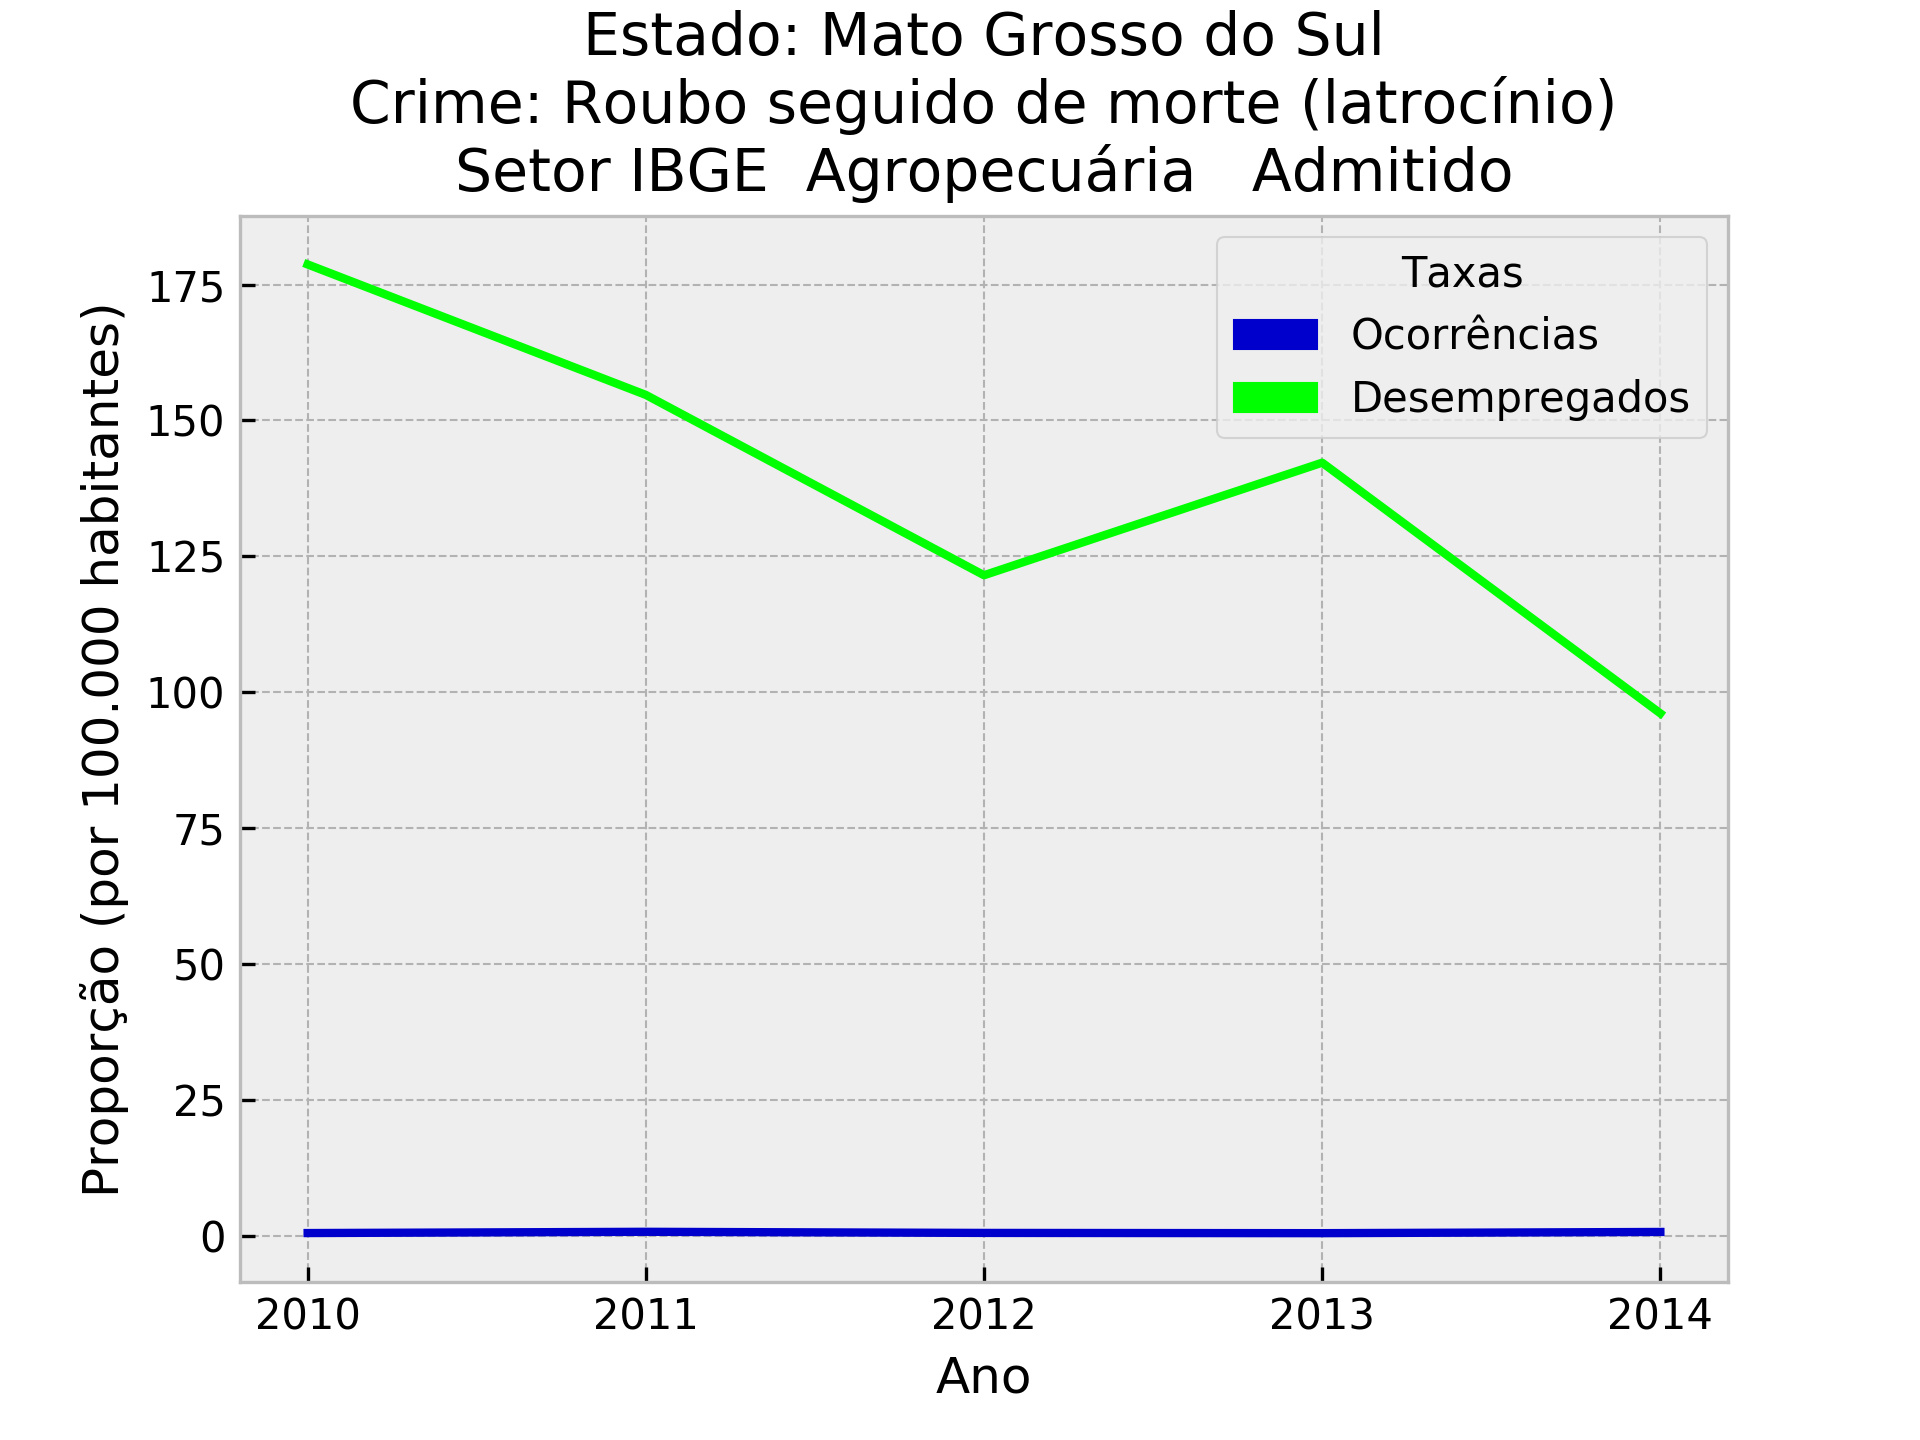 Estado: Mato Grosso do Sul
Crime: Roubo seguido de morte (latrocínio)
Setor IBGE  Agropecuária   Admitido
Proporção (por 100.000 habitantes)
175
150
125
100
75
50
25
0
Taxas
Ocorrências
Desempregados
2010 2011 2012 2013 2014
Ano